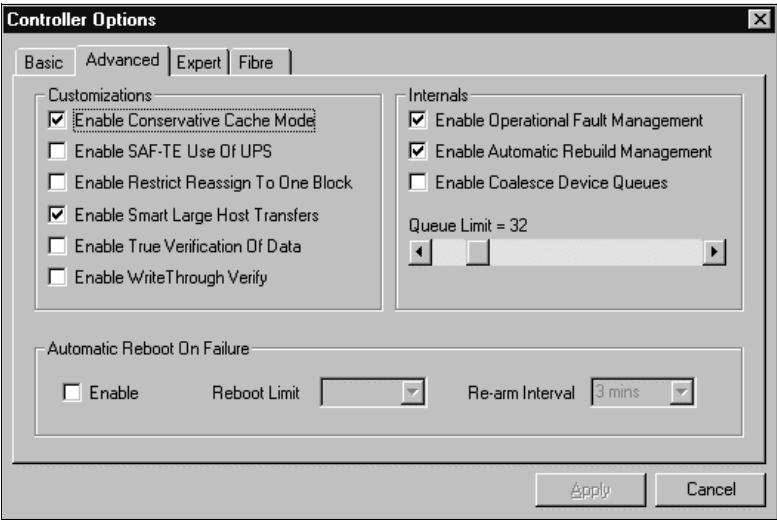 Controller Options
Basic Advanced Expert Fibre
Customizations
Enable Conservative Cache Mode
Enable SAF-TE Use Of UPS
Enable Restrict Reassign To One Block
Enable Smart Large Host Transfers
Enable True Verification Of Data
Enable WriteThrough Verify
Internals
Enable Operational Fault Management
Enable Automatic Rebuild Management
Enable Coalesce Device Queues
Queue Limit = 32
Automatic Reboot On Failure
Enable Reboot Limit Re-arm Interval 3 mins
Apply Cancel